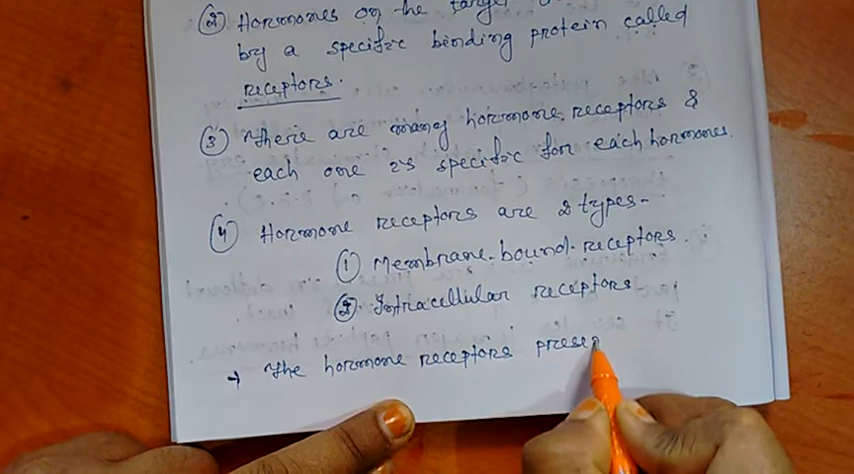 ② Hormones on the target
by a specific binding protein called
receptors.
③ There are many hormone receptors &
each one is specific for each hormones.
④ Hormone receptors are 2 types-
① Membrane-bound-receptors.
② Intracellular receptors-
→ The hormone receptors presen